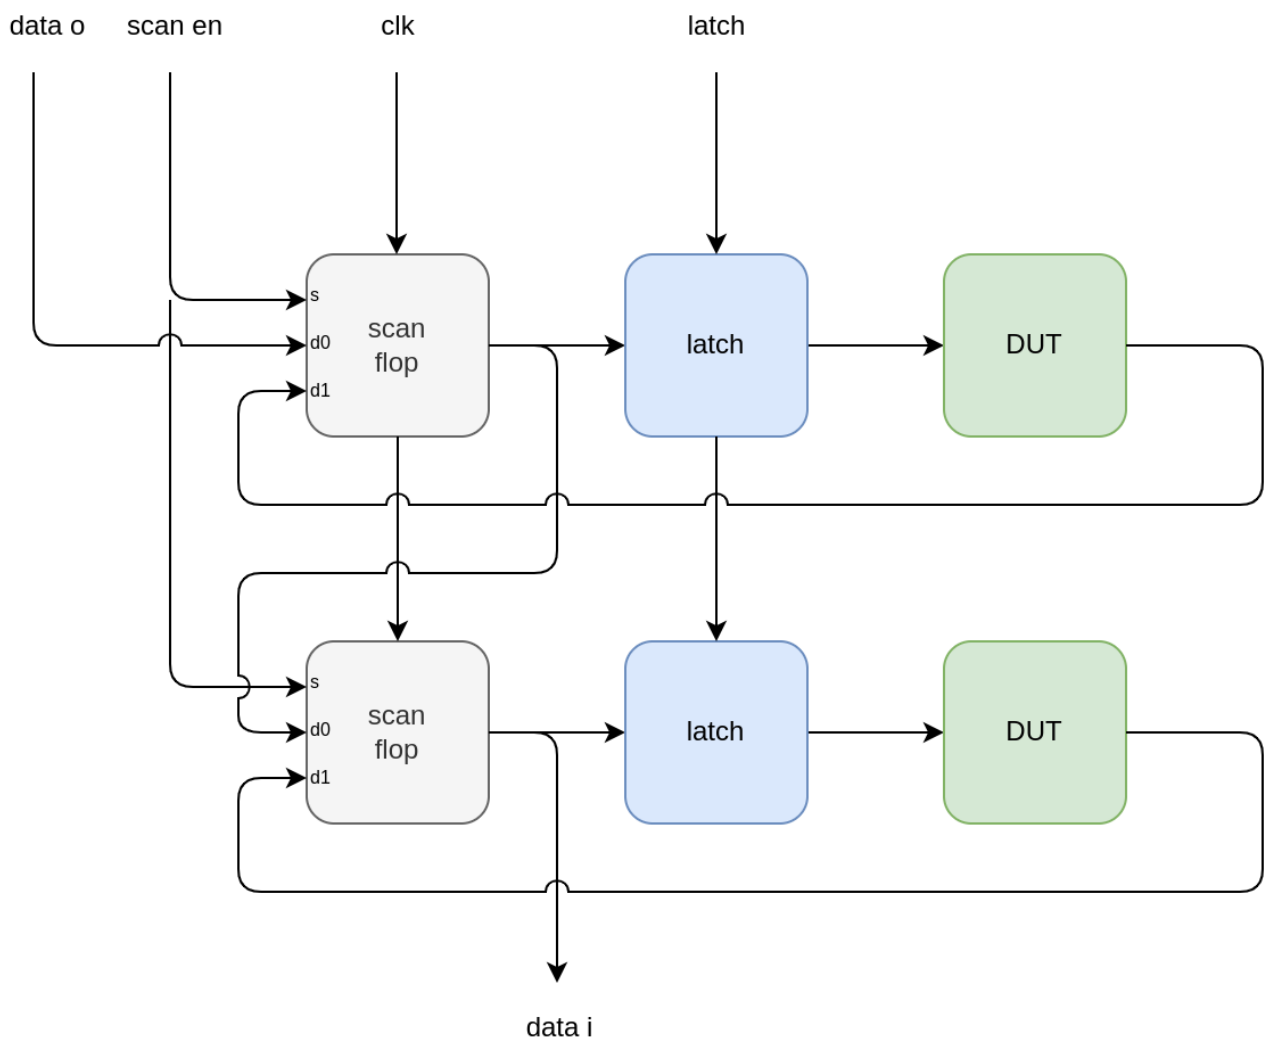 data o
scan en
clk
latch
s
d0
d1
scan
flop
latch
DUT
s
d0
d1
scan
flop
latch
DUT
data i